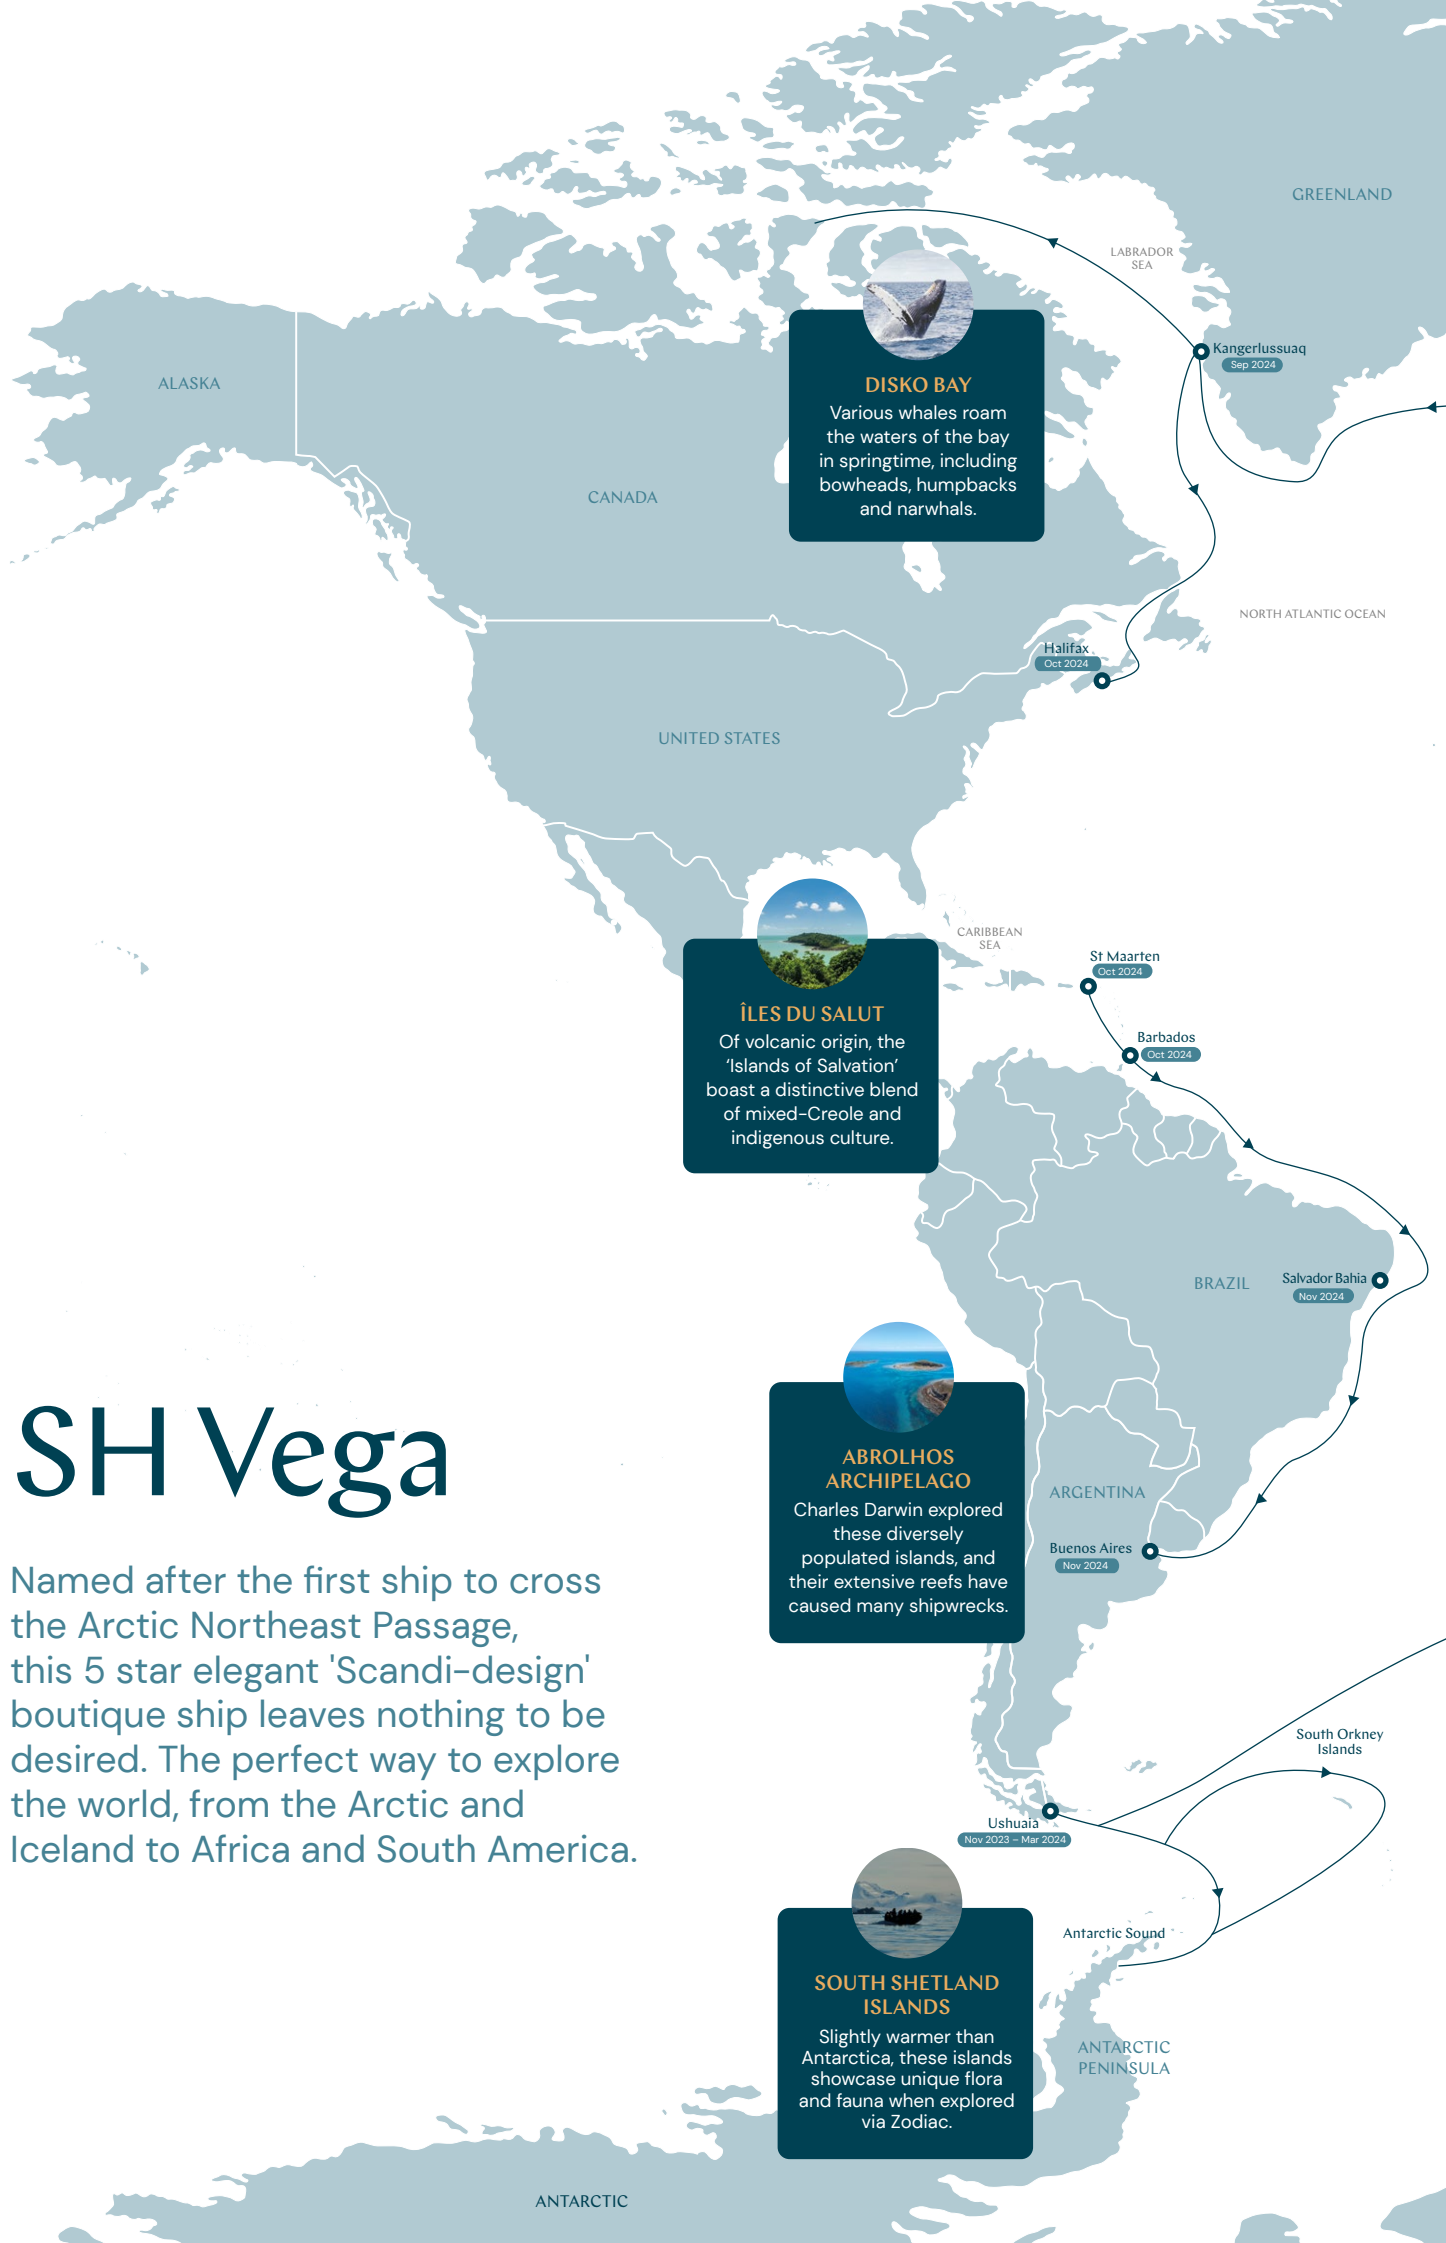 GREENLAND
LABRADOR
SEA
Kangerlussuaq
Sep 2024
ALASKA
DISKO BAY
Various whales roam
the waters of the bay
in springtime, including
bowheads, humpbacks
and narwhals.
CANADA
NORTH ATLANTIC OCEAN
Halifax
Oct 2024
UNITED STATES
CARIBBEAN
SEA
St Maarten
Oct 2024
ÎLES DU SALUT
Of volcanic origin, the
‘Islands of Salvation’
boast a distinctive blend
of mixed-Creole and
indigenous culture.
Barbados
Oct 2024
BRAZIL
Salvador Bahia
Nov 2024
SH Vega
Named after the first ship to cross
the Arctic Northeast Passage,
this 5 star elegant 'Scandi-design'
boutique ship leaves nothing to be
desired. The perfect way to explore
the world, from the Arctic and
Iceland to Africa and South America.
ABROLHOS
ARCHIPELAGO
Charles Darwin explored
these diversely
populated islands, and
their extensive reefs have
caused many shipwrecks.
ARGENTINA
Buenos Aires
Nov 2024
South Orkney
Islands
Ushuaia
Nov 2023 – Mar 2024
Antarctic Sound
SOUTH SHETLAND
ISLANDS
Slightly warmer than
Antarctica, these islands
showcase unique flora
and fauna when explored
via Zodiac.
ANTARCTIC
PENINSULA
ANTARCTIC